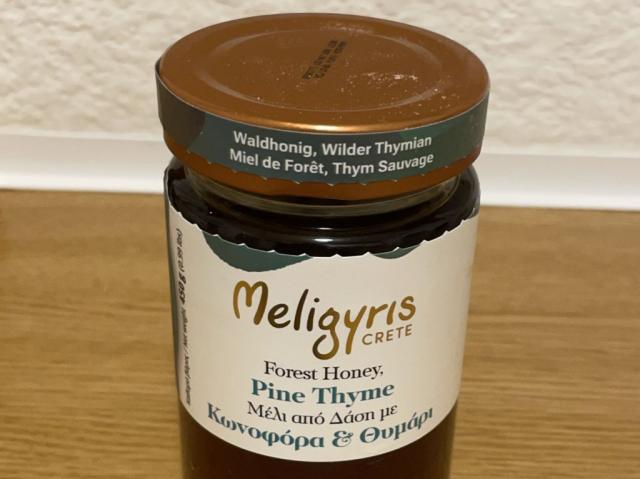 Waldhonig, Wilder Thymian
Miel de Forêt, Thym Sauvage
Meligyris
CRETE
Forest Honey,
Pine Thyme
Μέλι από Δάση με
Κωνοφόρα & Θυμάρι